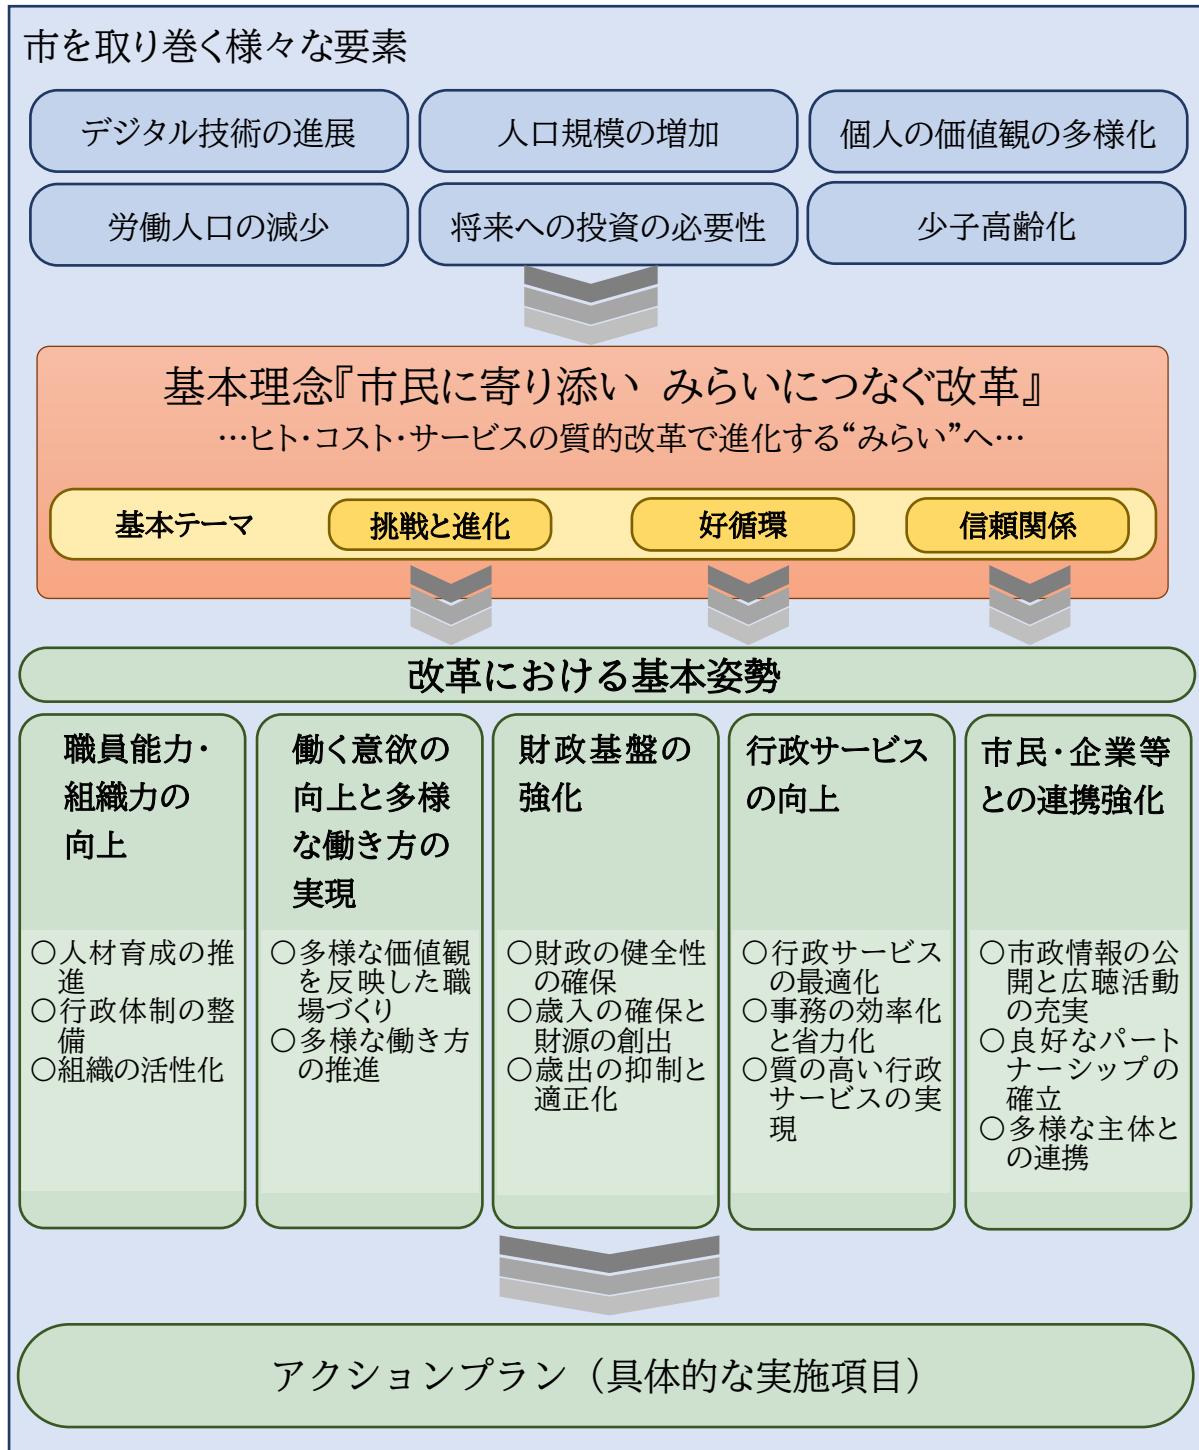 市を取り巻く様々な要素
デジタル技術の進展
人口規模の増加
個人の価値観の多様化
労働人口の減少
将来への投資の必要性
少子高齢化
基本理念『市民に寄り添い みらいにつなぐ改革』
…ヒト・コスト・サービスの質的改革で進化する“みらい”へ…
基本テーマ
挑戦と進化
好循環
信頼関係
改革における基本姿勢
職員能力・
組織力の
向上
○人材育成の推
進
○行政体制の整
備
○組織の活性化
働く意欲の
向上と多様
な働き方の
実現
○多様な価値観
を反映した職
場づくり
○多様な働き方
の推進
財政基盤の
強化
○財政の健全性
の確保
○歳入の確保と
財源の創出
○歳出の抑制と
適正化
行政サービス
の向上
○行政サービス
の最適化
○事務の効率化
と省力化
○質の高い行政
サービスの実
現
市民・企業等
との連携強化
○市政情報の公
開と広聴活動
の充実
○良好なパート
ナーシップの
確立
○多様な主体と
の連携
アクションプラン（具体的な実施項目）